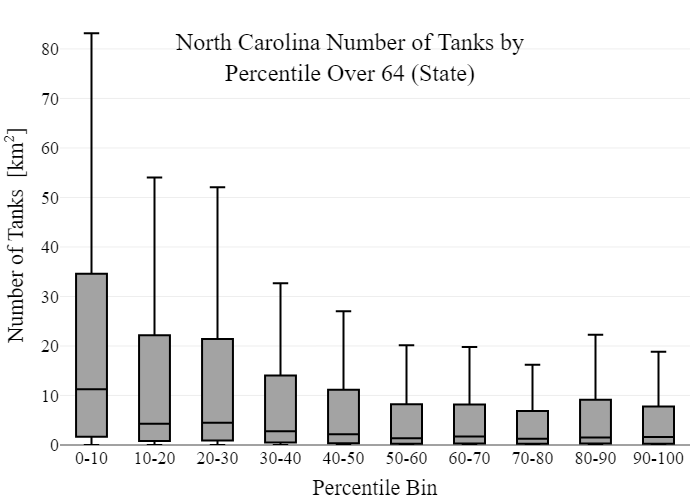 North Carolina Number of Tanks by
Percentile Over 64 (State)
Number of Tanks [km²]
80
70
60
50
40
30
20
10
0
0-10 10-20 20-30 30-40 40-50 50-60 60-70 70-80 80-90 90-100
Percentile Bin